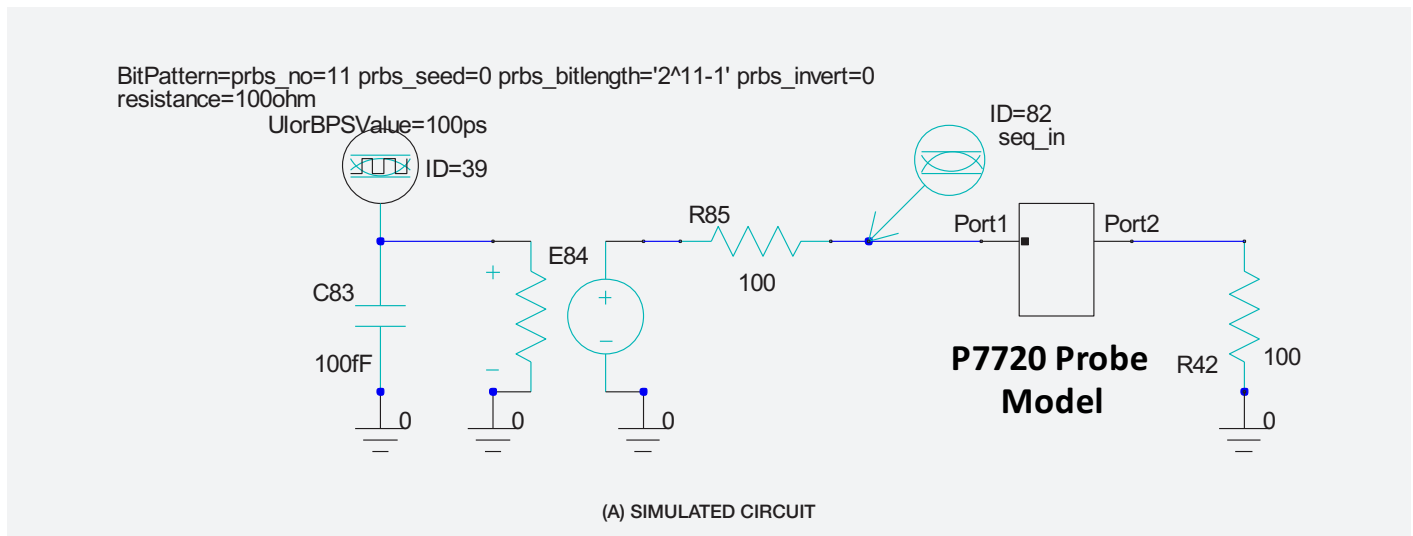 BitPattern=prbs_no=11 prbs_seed=0 prbs_bitlength='2^11-1' prbs_invert=0
resistance=100ohm
UIorBPSValue=100ps
ID=39
ID=82
seq_in
R85
100
Port1
Port2
E84
+
-
+
-
C83
100fF
P7720 Probe
Model
R42
100
0
0
0
0
(A) SIMULATED CIRCUIT